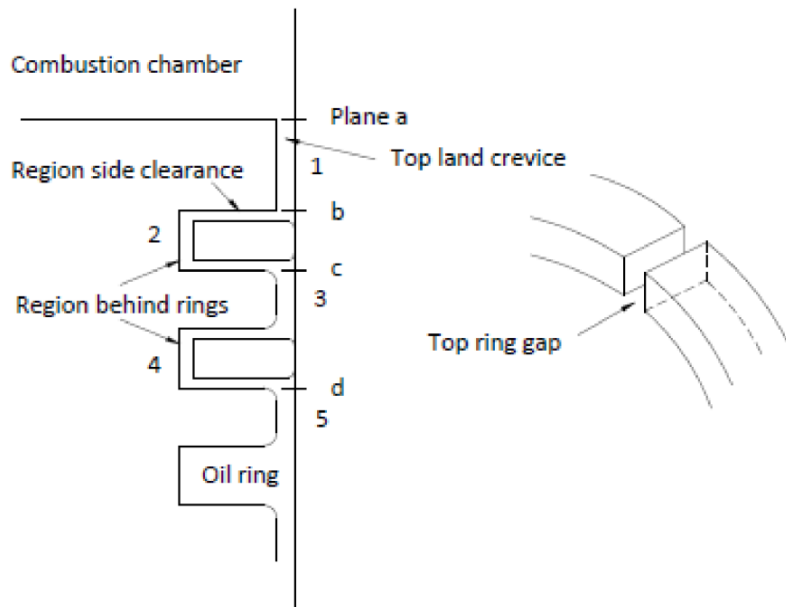 Combustion chamber
Plane a
Top land crevice
1
Region side clearance
b
2
c
3
Region behind rings
Top ring gap
4
d
5
Oil ring